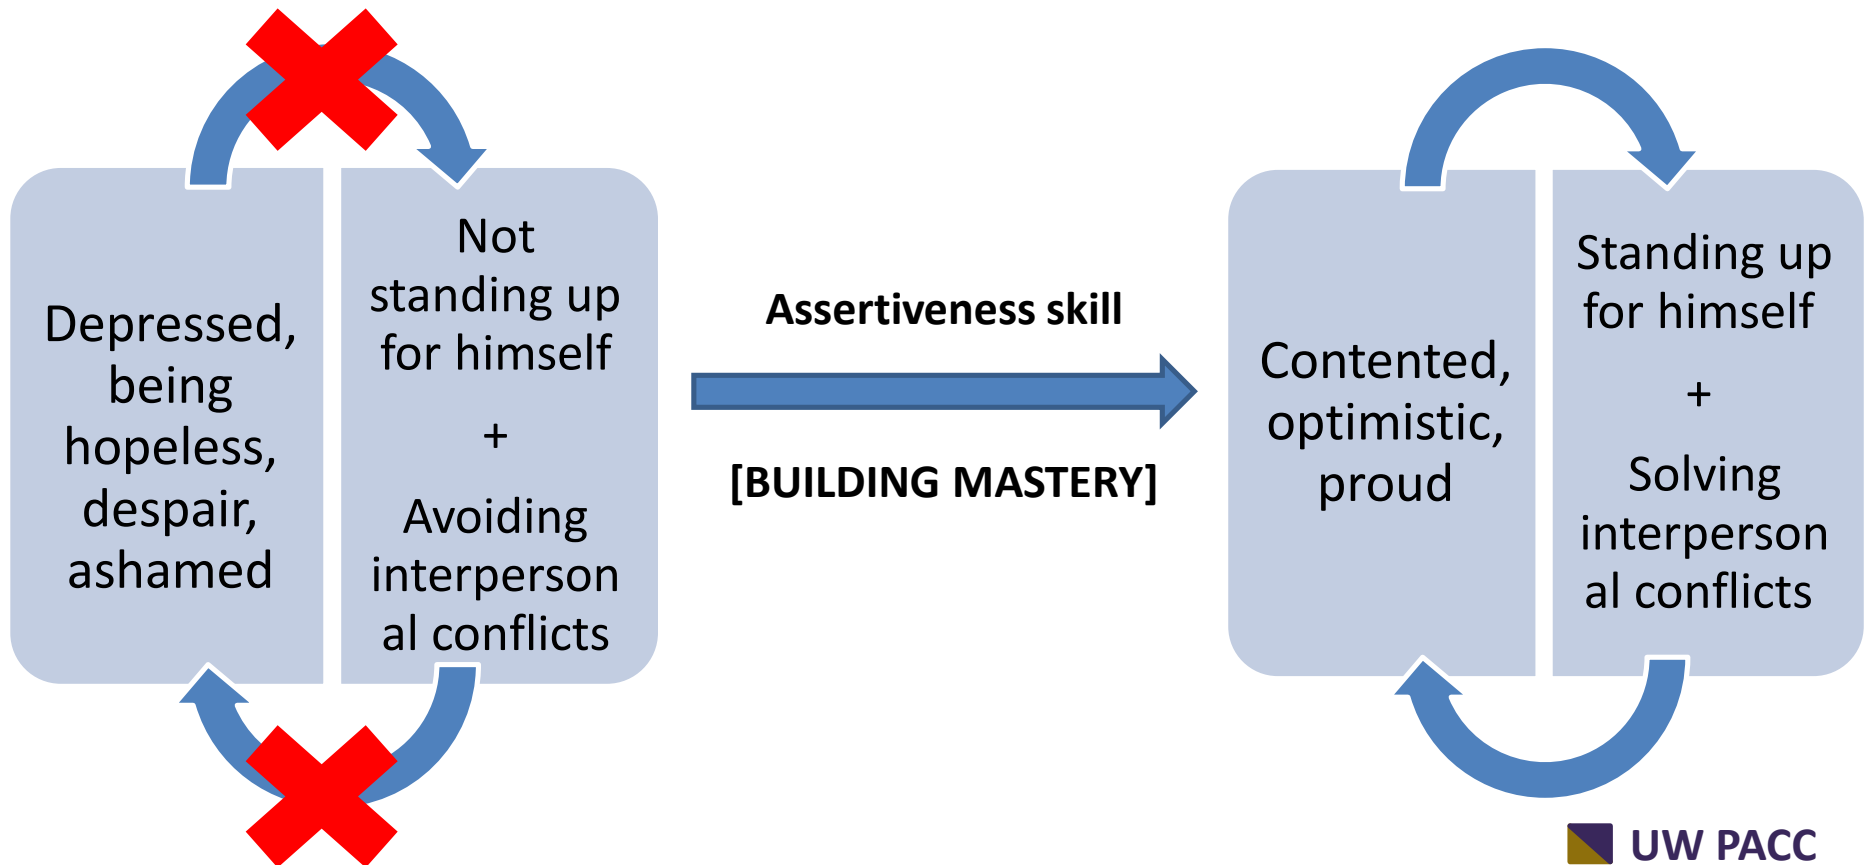 Depressed,
being
hopeless,
despair,
ashamed
Not
standing up
for himself
+
Avoiding
interperson
al conflicts
Assertiveness skill
[BUILDING MASTERY]
Contented,
optimistic,
proud
Standing up
for himself
+
Solving
interperson
al conflicts
UW PACC